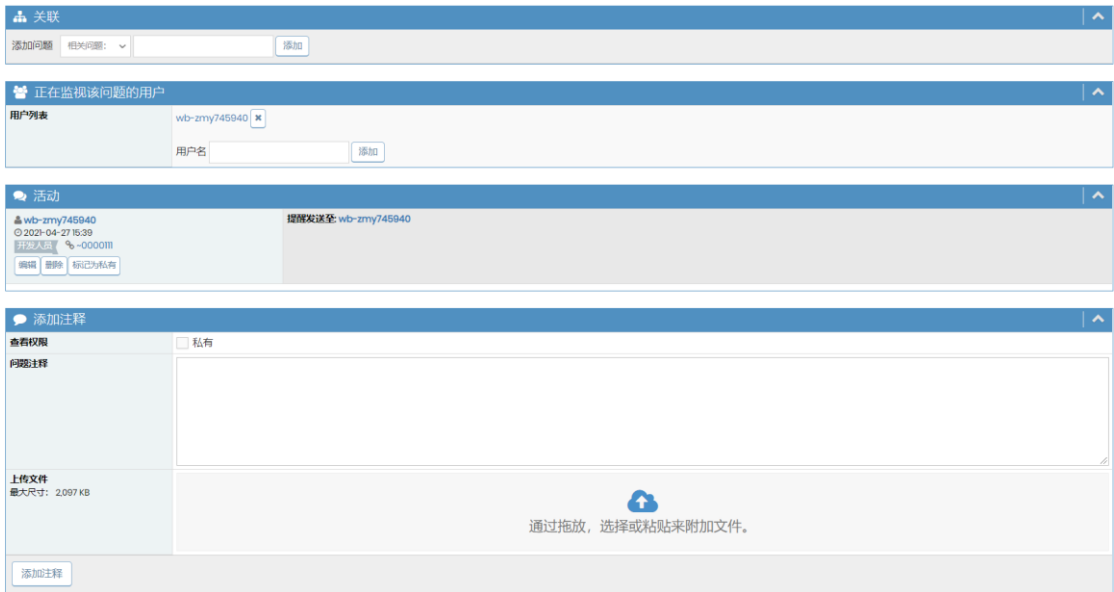 关联
添加问题 相关问题: 添加
正在监视该问题的用户
用户列表 wb-zmy745940
用户名 添加
活动
wb-zmy745940 提醒发送至: wb-zmy745940
2021-04-27 15:39
开发人员 ~0000111
编辑 删除 标记为私有
添加注释
查看权限 私有
问题注释
上传文件
最大尺寸: 2,097 KB
通过拖放，选择或粘贴来附加文件。
添加注释